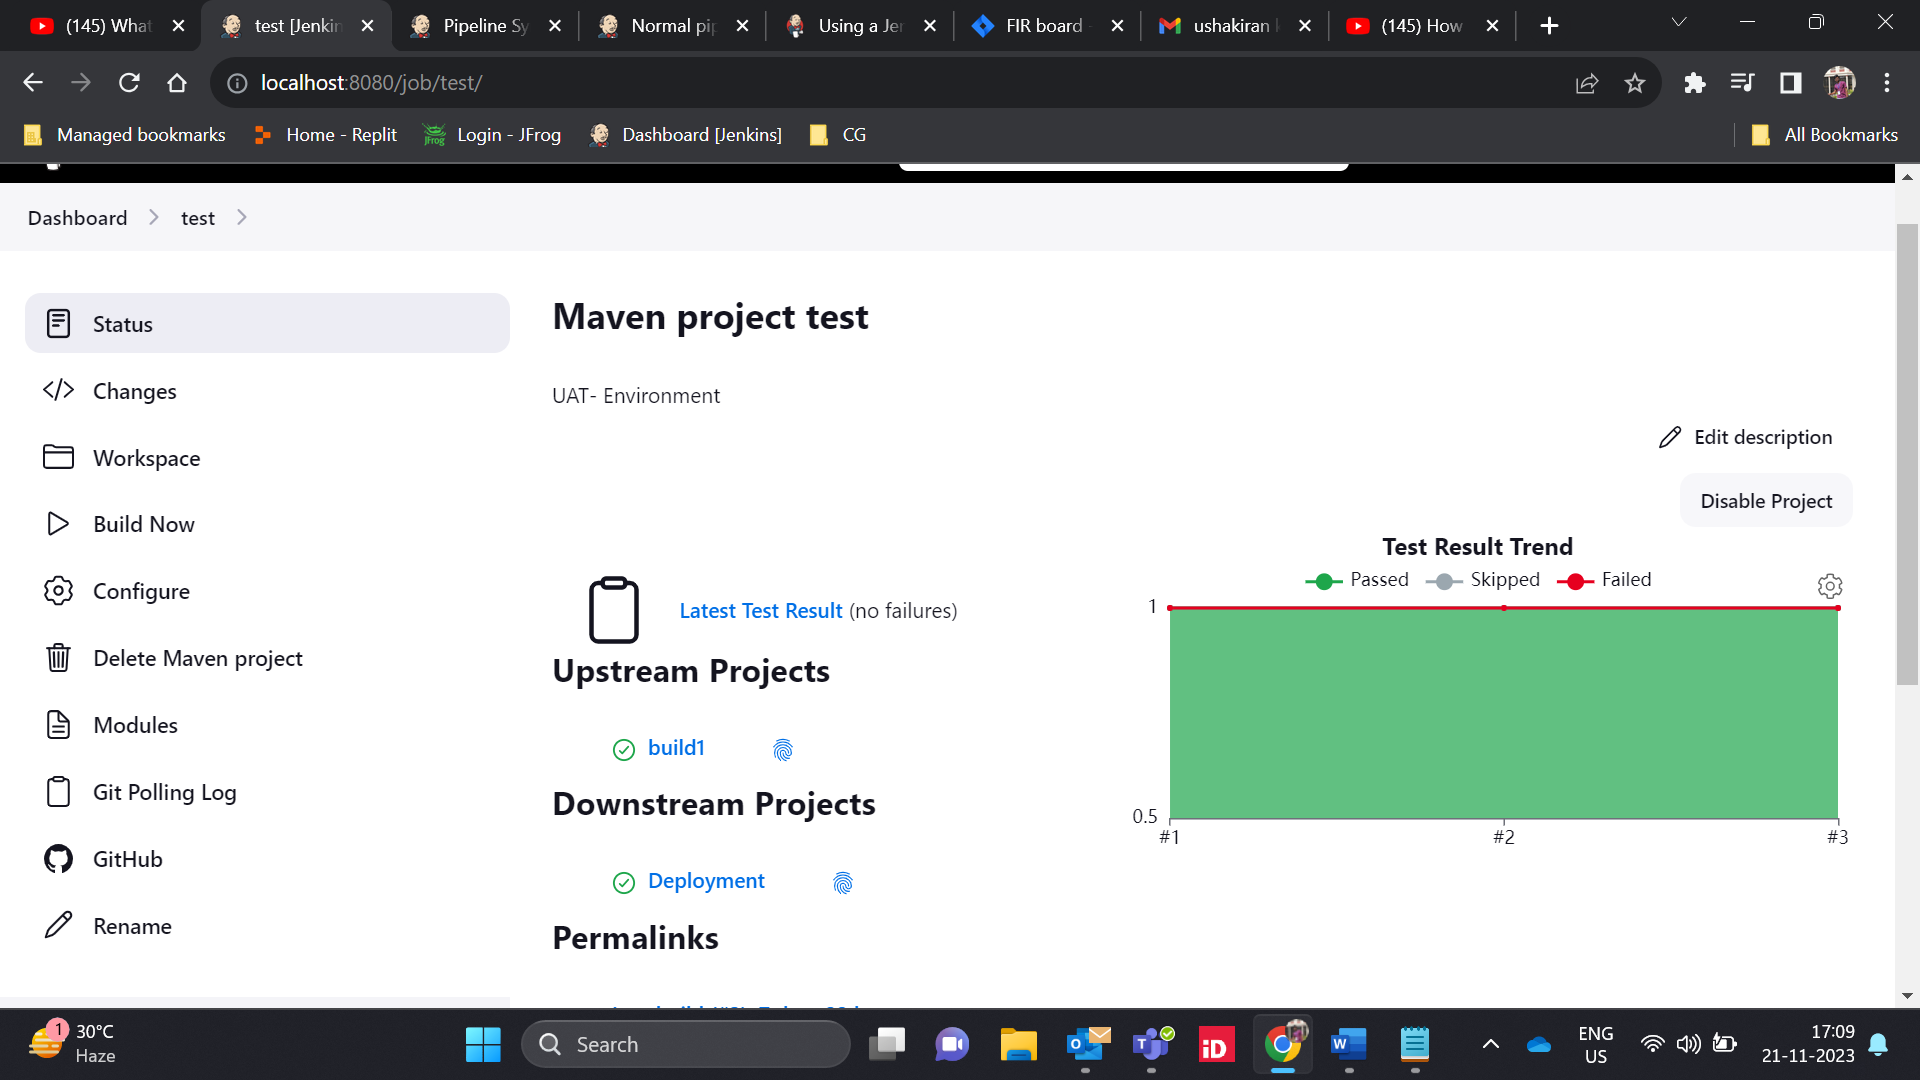 (145) What
test [Jenkin
Pipeline Sy
Normal pip
Using a Jer
FIR board -
ushakiran k
(145) How
localhost:8080/job/test/
Managed bookmarks
Home - Replit
Login - JFrog
Dashboard [Jenkins]
CG
All Bookmarks
Dashboard
test
Status
Changes
Workspace
Build Now
Configure
Delete Maven project
Modules
Git Polling Log
GitHub
Rename
Maven project test
UAT- Environment
Edit description
Disable Project
Latest Test Result (no failures)
Upstream Projects
build1
Downstream Projects
Deployment
Permalinks
Test Result Trend
Passed
Skipped
Failed
1
0.5
#1
#2
#3
1
30°C
Haze
Search
ENG
US
17:09
21-11-2023